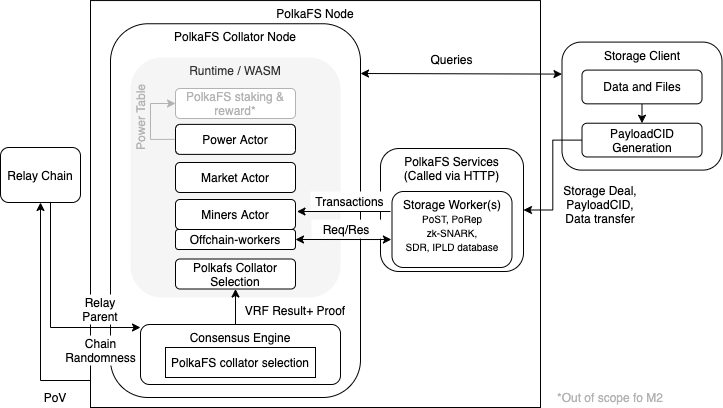 PolkaFS Node
PolkaFS Collator Node
Runtime / WASM
Power Table
PolkaFS staking &
reward*
Power Actor
Market Actor
Miners Actor
Offchain-workers
Polkafs Collator
Selection
VRF Result+ Proof
Consensus Engine
PolkaFS collator selection
Relay Chain
Relay
Parent
Chain
Randomness
PoV
Queries
Transactions
Req/Res
PolkaFS Services
(Called via HTTP)
Storage Worker(s)
PoST, PoRep
zk-SNARK,
SDR, IPLD database
Storage Client
Data and Files
PayloadCID
Generation
Storage Deal,
PayloadCID,
Data transfer
*Out of scope fo M2